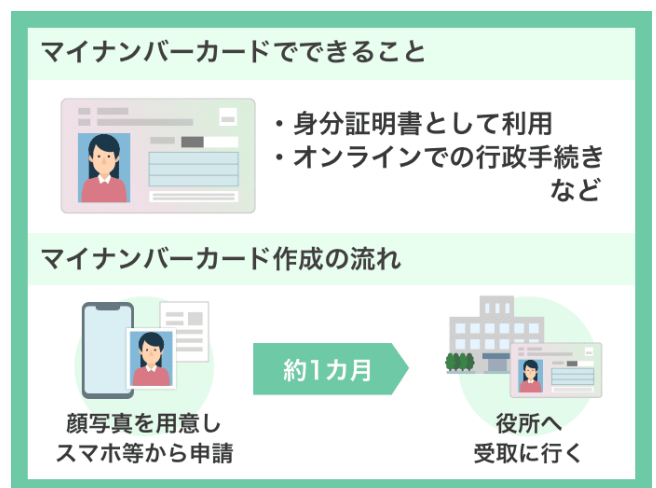 マイナンバーカードでできること
・身分証明書として利用
・オンラインでの行政手続き
など
マイナンバーカード作成の流れ
顔写真を用意し
スマホ等から申請
約1カ月
役所へ
受取に行く